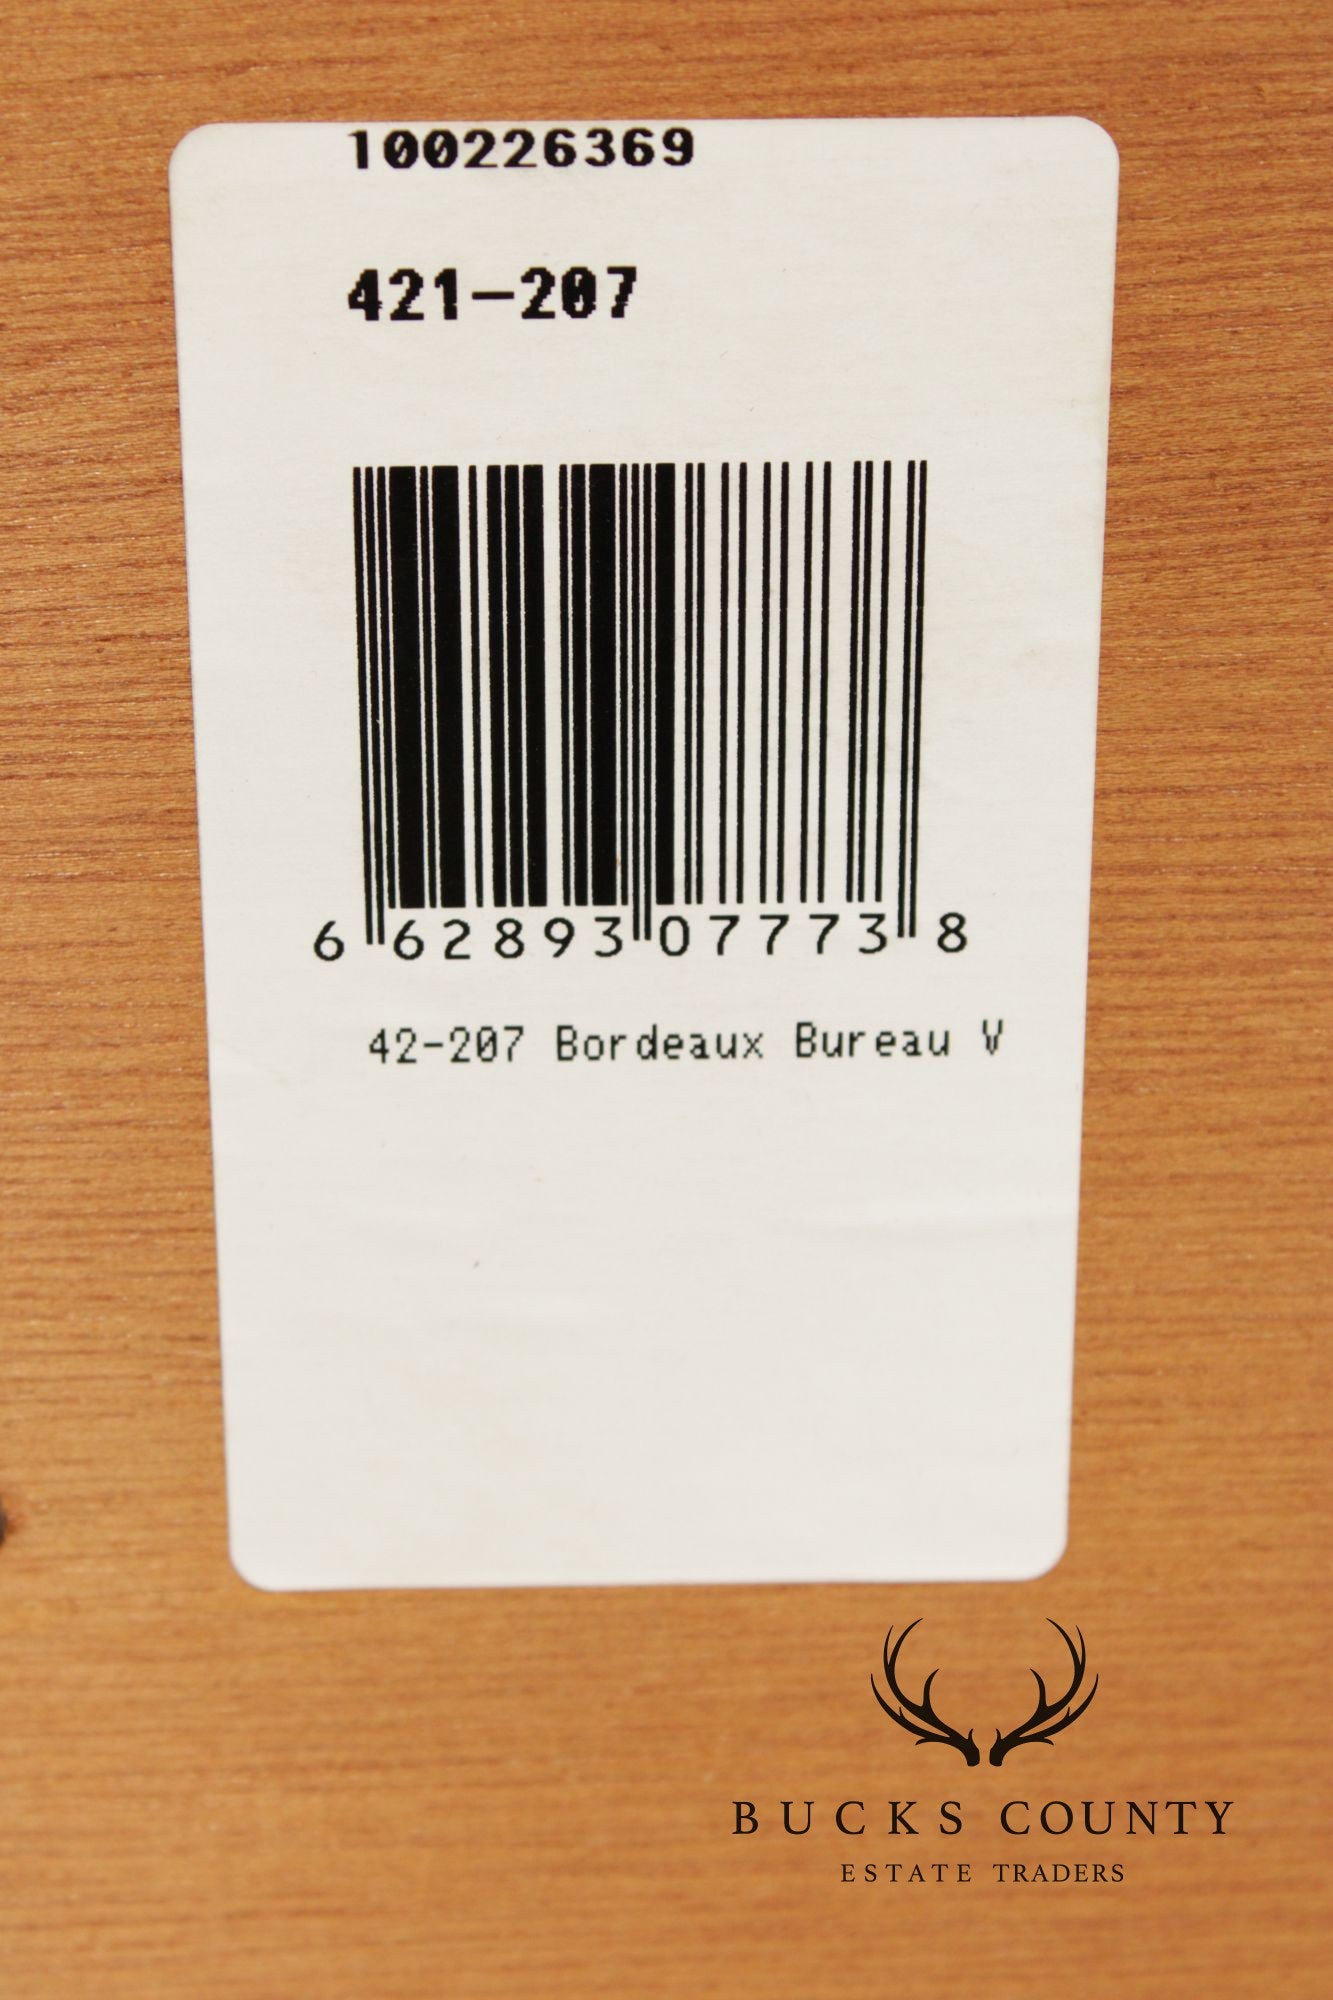 100226369
421-207
6 62893 07773 8
42-207 Bordeaux Bureau V
BUCKS COUNTY
ESTATE TRADERS